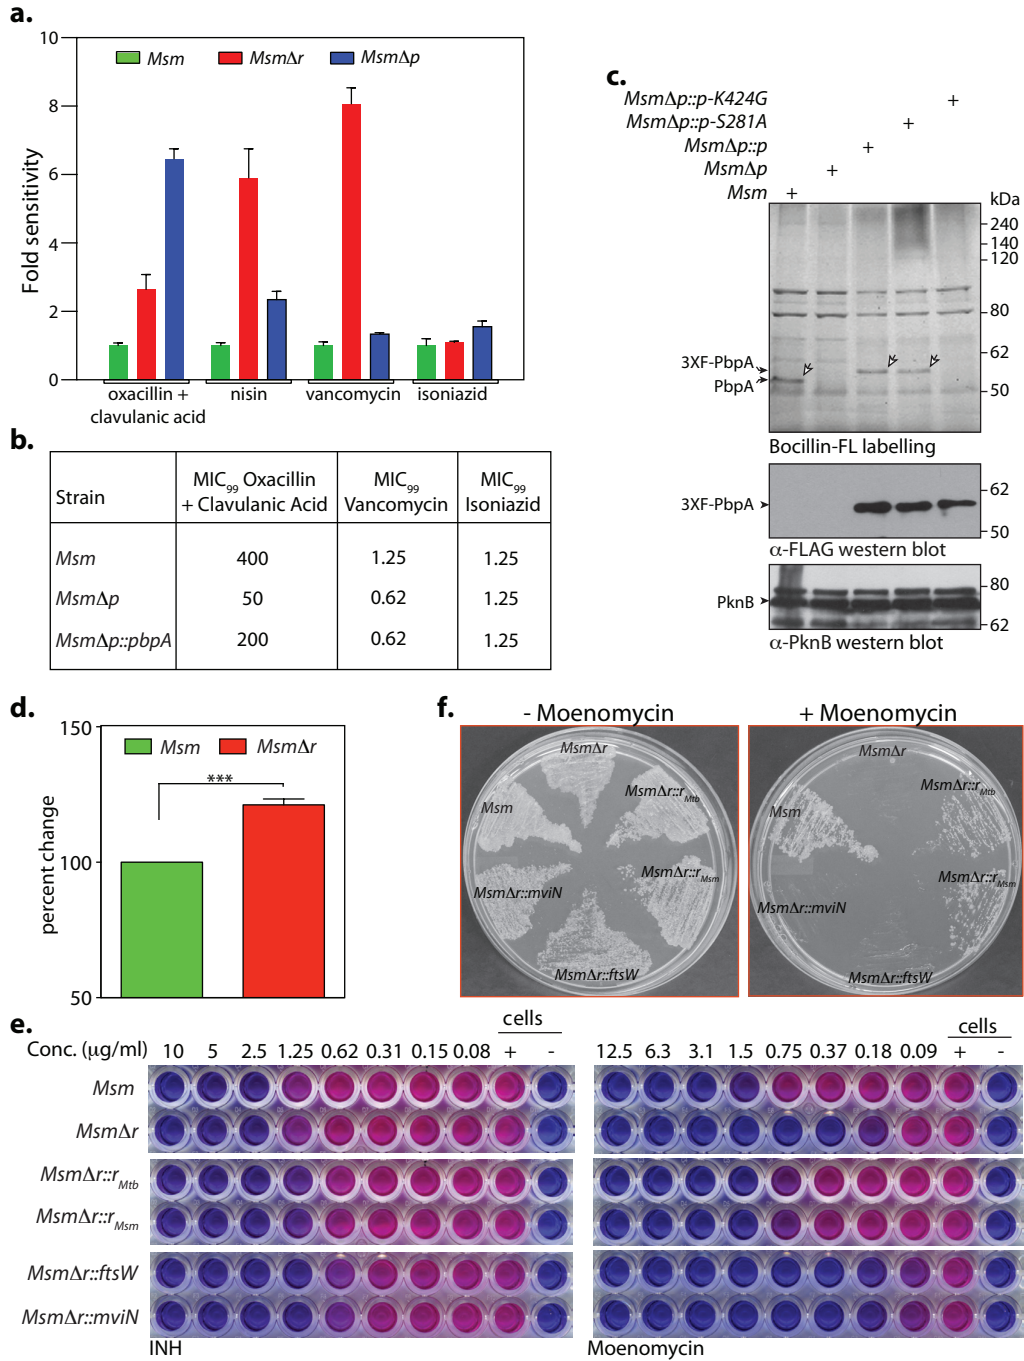 a.
10
8
6
4
2
0
Fold sensitivity
Msm MsmΔr MsmΔp
oxacillin + clavulanic acid
nisin
vancomycin
isoniazid
b.
Strain MIC99 Oxacillin + Clavulanic Acid MIC99 Vancomycin MIC99 Isoniazid
Msm 400 1.25 1.25
MsmΔp 50 0.62 1.25
MsmΔp::pbpA 200 0.62 1.25
c.
MsmΔp::p-K424G +
MsmΔp::p-S281A +
MsmΔp::p +
MsmΔp +
Msm +
kDa
240
140
120
80
62
50
3XF-PbpA
PbpA
Bocillin-FL labelling
3XF-PbpA
62
50
α-FLAG western blot
PknB
80
62
α-PknB western blot
d.
150
100
50
percent change
Msm MsmΔr
***
f.
- Moenomycin
MsmΔr
Msm
MsmΔr::rMtb
MsmΔr::rMsm
MsmΔr::mviN
MsmΔr::ftsW
+ Moenomycin
MsmΔr
Msm
MsmΔr::rMtb
MsmΔr::rMsm
MsmΔr::mviN
MsmΔr::ftsW
e.
cells
Conc. (μg/ml) 10 5 2.5 1.25 0.62 0.31 0.15 0.08 + -
cells
12.5 6.3 3.1 1.5 0.75 0.37 0.18 0.09 + -
Msm
MsmΔr
MsmΔr::rMtb
MsmΔr::rMsm
MsmΔr::ftsW
MsmΔr::mviN
INH
Moenomycin